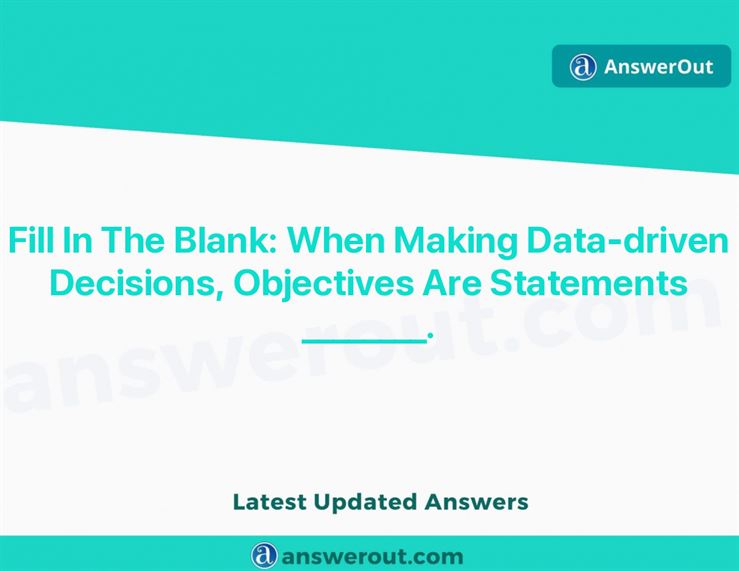 AnswerOut
Fill In The Blank: When Making Data-driven
Decisions, Objectives Are Statements
________.
answerout.com
Latest Updated Answers
answerout.com